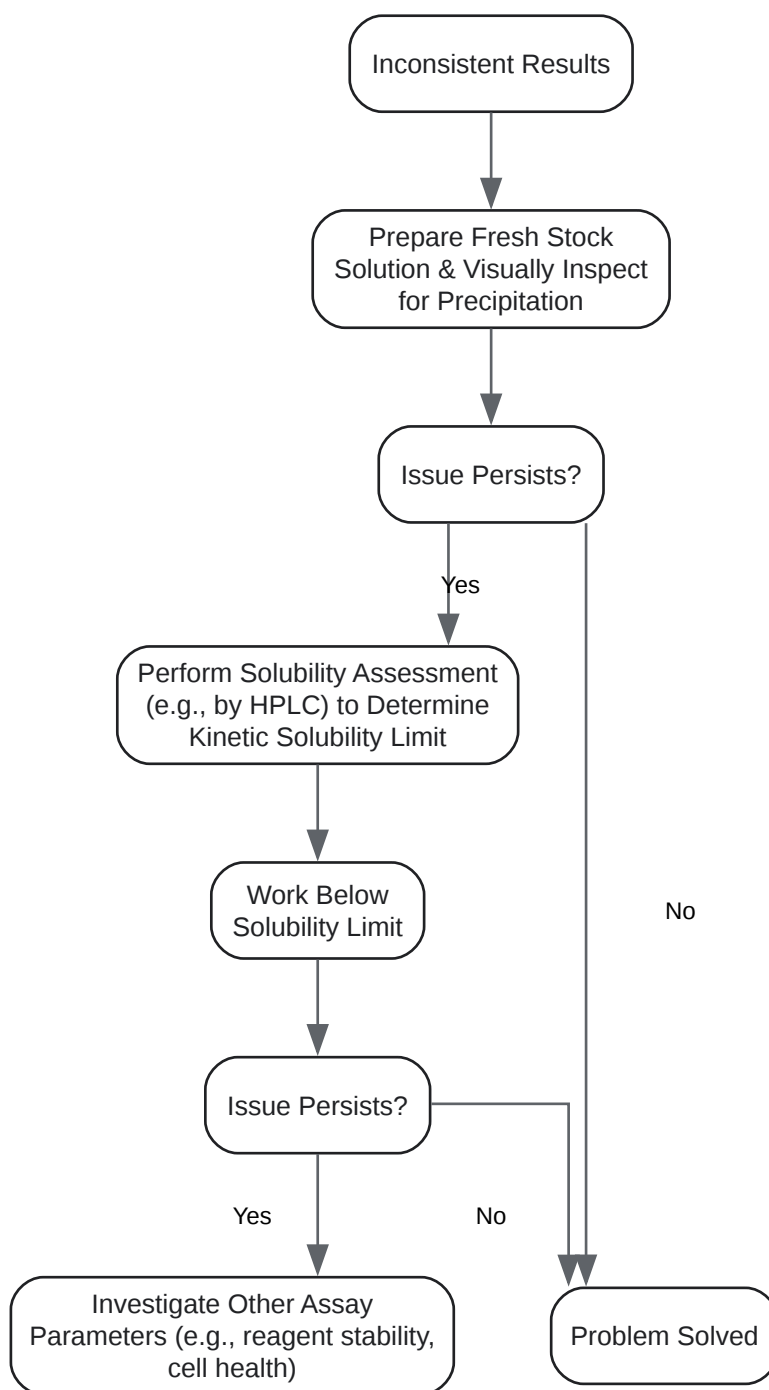 Inconsistent Results
Prepare Fresh Stock
Solution & Visually Inspect
for Precipitation
Issue Persists?
Yes
Perform Solubility Assessment
(e.g., by HPLC) to Determine
Kinetic Solubility Limit
Work Below
Solubility Limit
No
Issue Persists?
Yes
No
Investigate Other Assay
Parameters (e.g., reagent stability,
cell health)
Problem Solved